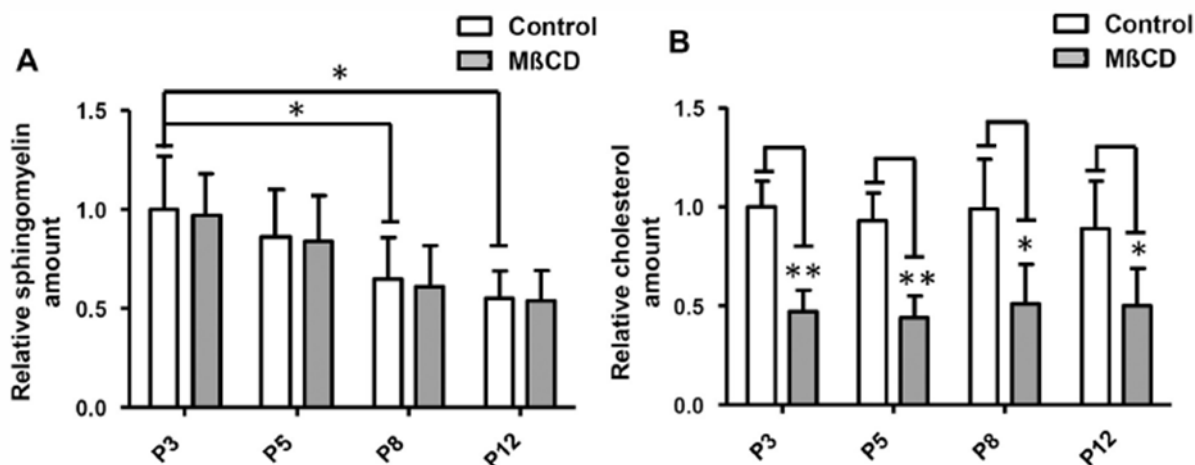 A
Control
MßCD
*
*
Relative sphingomyelin
amount
1.5
1.0
0.5
0.0
P3
P5
P8
P12
B
Control
MßCD
Relative cholesterol
amount
1.5
1.0
0.5
0.0
**
**
*
*
P3
P5
P8
P12